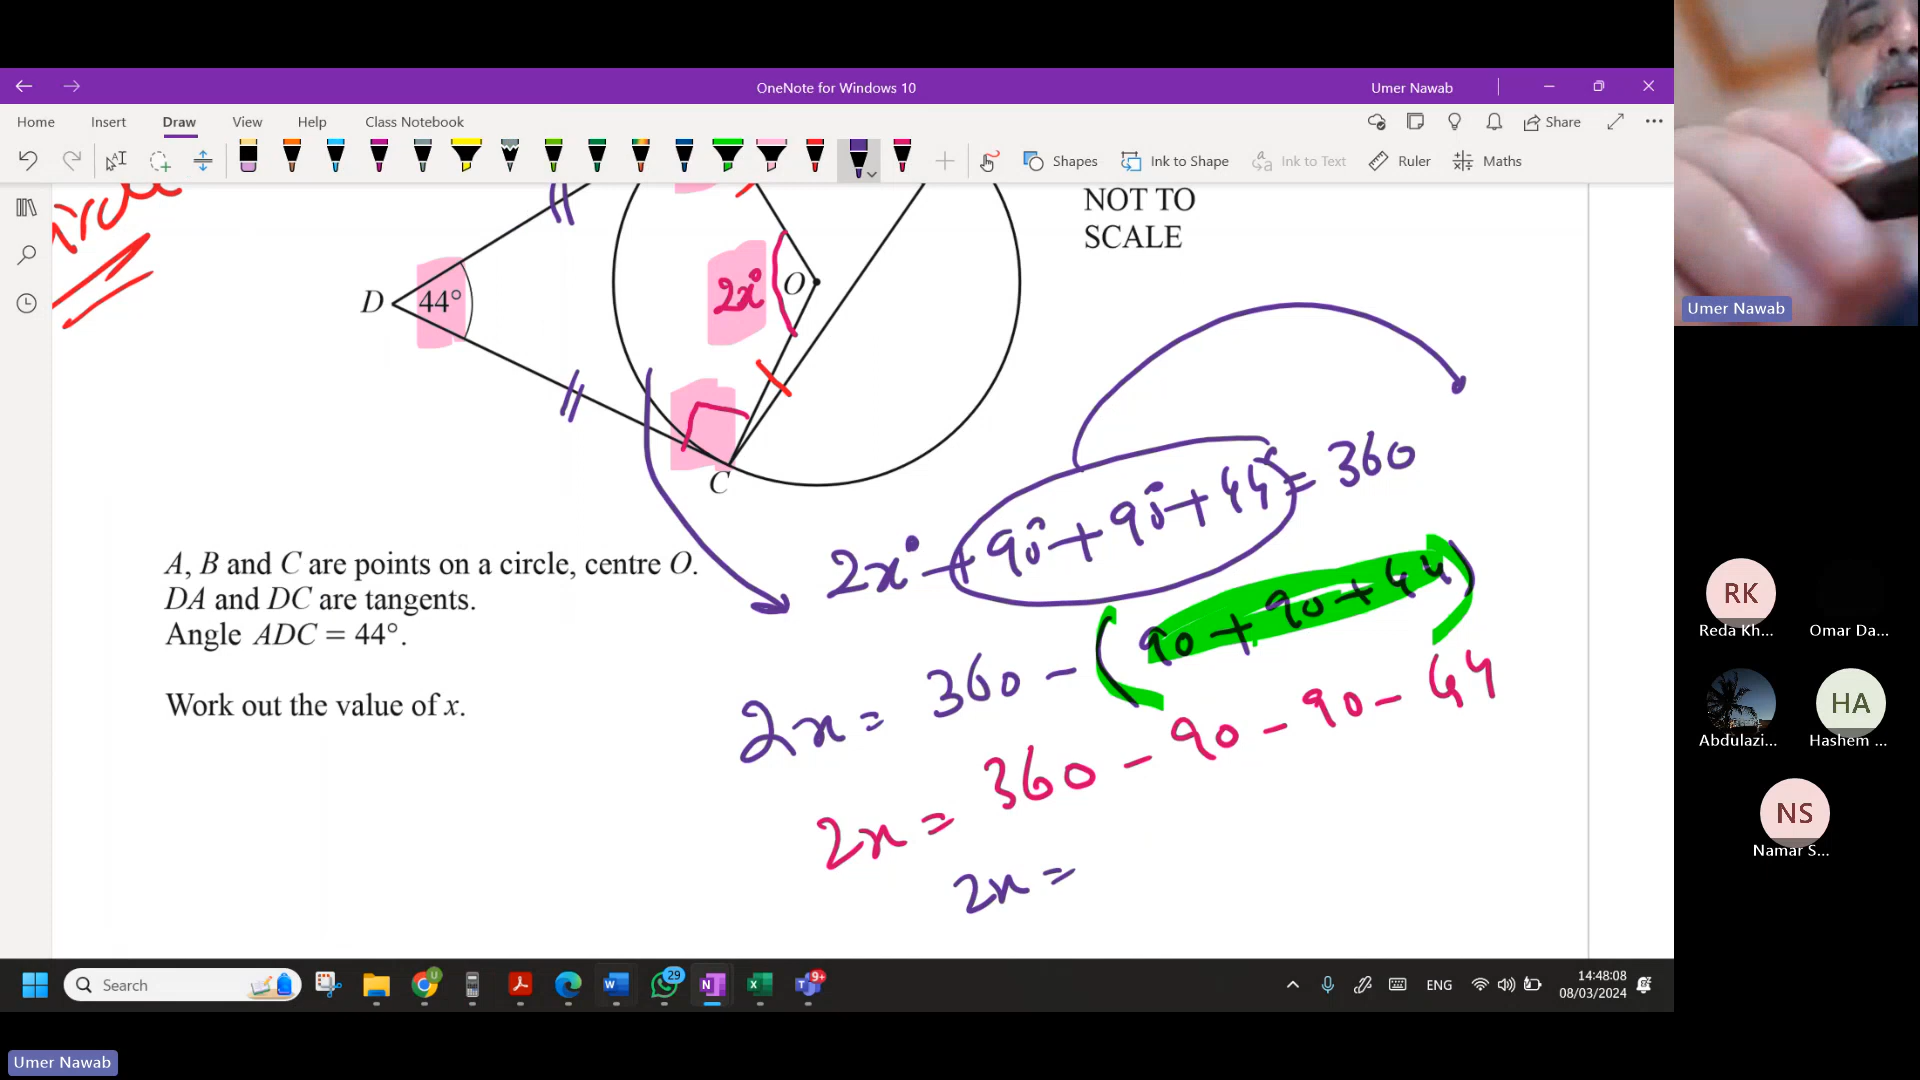 OneNote for Windows 10
Umer Nawab
Home Insert Draw View Help Class Notebook
Share
Shapes Ink to Shape Ink to Text Ruler Maths
NOT TO
SCALE
D 44°
2x°
O
C
2x° + 90° + 90° + 44° = 360
2x = 360 - (90 + 90 + 44)
2x = 360 - 90 - 90 - 44
2x =
A, B and C are points on a circle, centre O.
DA and DC are tangents.
Angle ADC = 44°.
Work out the value of x.
Umer Nawab
RK
Reda Kh...
Omar Da...
Abdulazi...
HA
Hashem ...
NS
Namar S...
Search
U
29
9+
ENG
14:48:08
08/03/2024
Umer Nawab